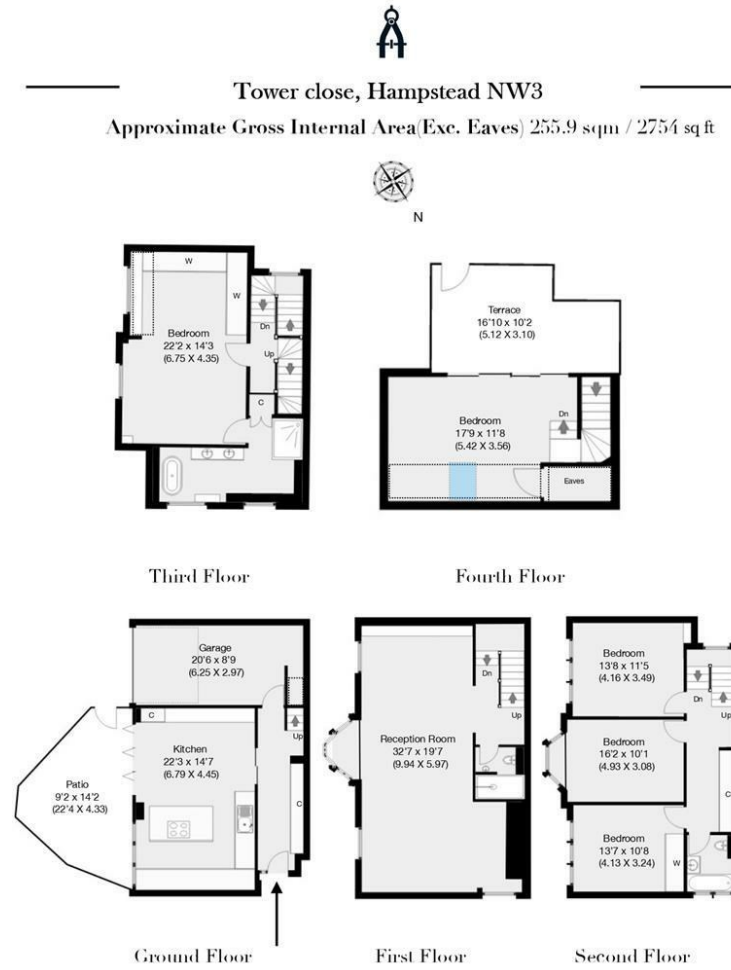 Tower close, Hampstead NW3
Approximate Gross Internal Area(Exc. Eaves) 255.9 sqm / 2754 sq ft
N
W
W
Bedroom
22'2 x 14'3
(6.75 X 4.35)
Dn
Up
C
Terrace
16'10 x 10'2
(5.12 X 3.10)
Bedroom
17'9 x 11'8
(5.42 X 3.56)
Dn
Eaves
Third Floor
Fourth Floor
Garage
20'6 x 8'9
(6.25 X 2.97)
C
Up
Kitchen
22'3 x 14'7
(6.79 X 4.45)
Patio
9'2 x 14'2
(22'4 X 4.33)
C
Dn
Up
Reception Room
32'7 x 19'7
(9.94 X 5.97)
Bedroom
13'8 x 11'5
(4.16 X 3.49)
Dn
Up
Bedroom
16'2 x 10'1
(4.93 X 3.08)
C
Bedroom
13'7 x 10'8
(4.13 X 3.24)
W
Ground Floor
First Floor
Second Floor